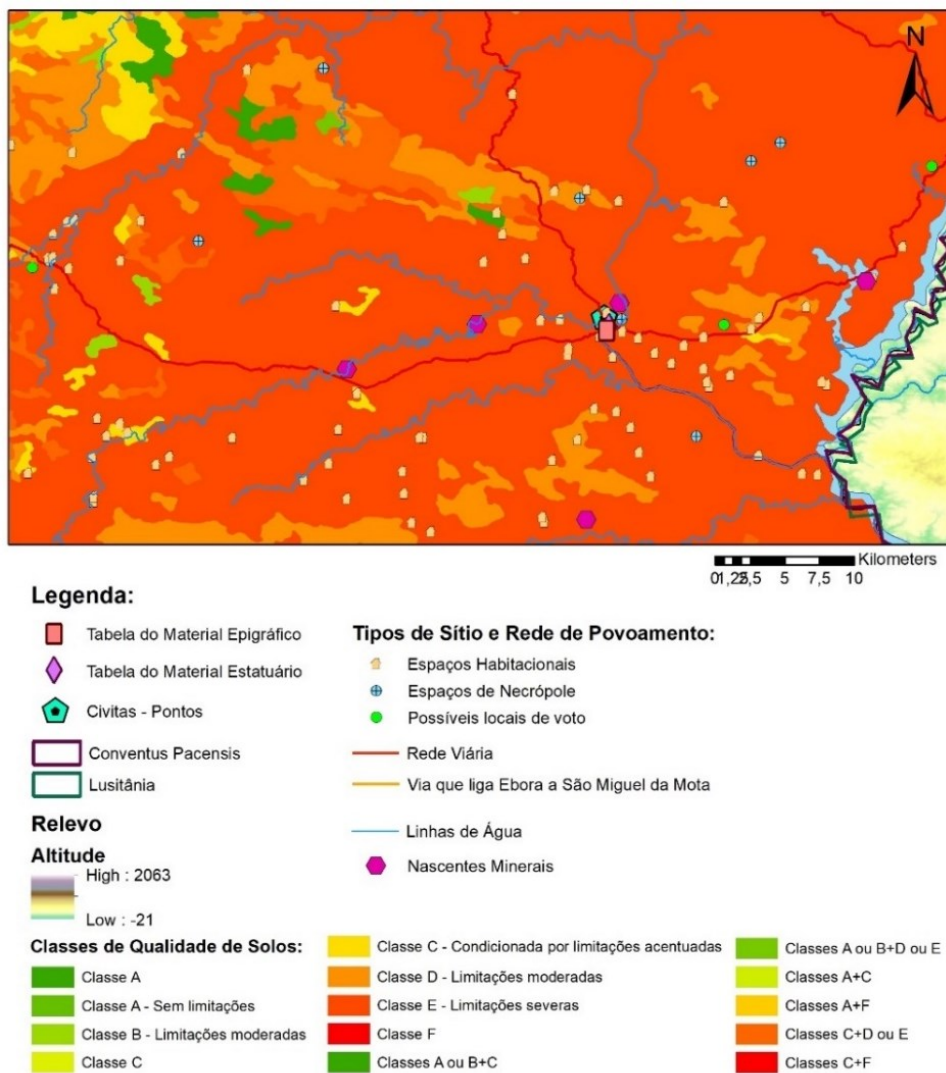 N
Kilometers
0 1,25 2,5 5 7,5 10
Legenda:
Tabela do Material Epigráfico
Tabela do Material Estatuário
Civitas - Pontos
Conventus Pacensis
Lusitânia
Relevo
Altitude
High : 2063
Low : -21
Tipos de Sítio e Rede de Povoamento:
Espaços Habitacionais
Espaços de Necrópole
Possíveis locais de voto
Rede Viária
Via que liga Ebora a São Miguel da Mota
Linhas de Água
Nascentes Minerais
Classes de Qualidade de Solos:
Classe A
Classe A - Sem limitações
Classe B - Limitações moderadas
Classe C
Classe C - Condicionada por limitações acentuadas
Classe D - Limitações moderadas
Classe E - Limitações severas
Classe F
Classes A ou B+C
Classes A ou B+D ou E
Classes A+C
Classes A+F
Classes C+D ou E
Classes C+F